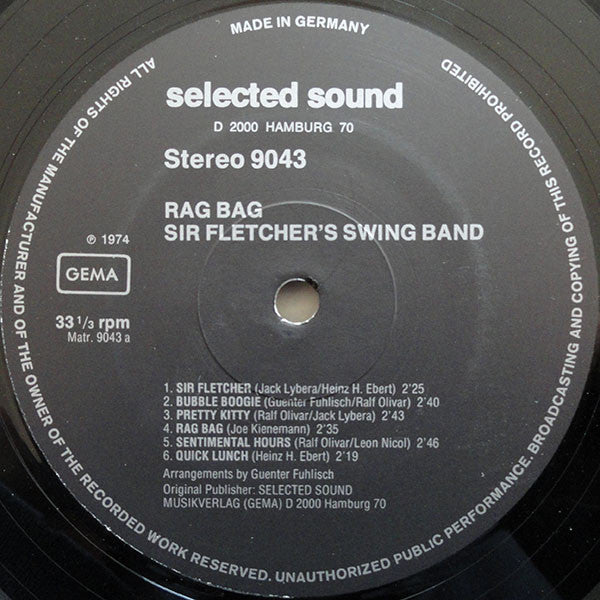 MADE IN GERMANY
selected sound
D 2000 HAMBURG 70
Stereo 9043
RAG BAG
SIR FLETCHER'S SWING BAND
℗ 1974
GEMA
33 1/3 rpm
Matr. 9043 a
1. SIR FLETCHER (Jack Lybera/Heinz H. Ebert) 2'25
2. BUBBLE BOOGIE (Guenter Fuhlisch/Ralf Olivar) 2'40
3. PRETTY KITTY (Ralf Olivar/Jack Lybera) 2'43
4. RAG BAG (Joe Kienemann) 2'35
5. SENTIMENTAL HOURS (Ralf Olivar/Leon Nicol) 2'46
6. QUICK LUNCH (Heinz H. Ebert) 2'19
Arrangements by Guenter Fuhlisch
Original Publisher: SELECTED SOUND
MUSIKVERLAG (GEMA) D 2000 Hamburg 70
ALL RIGHTS OF THE MANUFACTURER AND OF THE OWNER OF THE RECORDED WORK RESERVED. UNAUTHORIZED PUBLIC PERFORMANCE, BROADCASTING AND COPYING OF THIS RECORD PROHIBITED